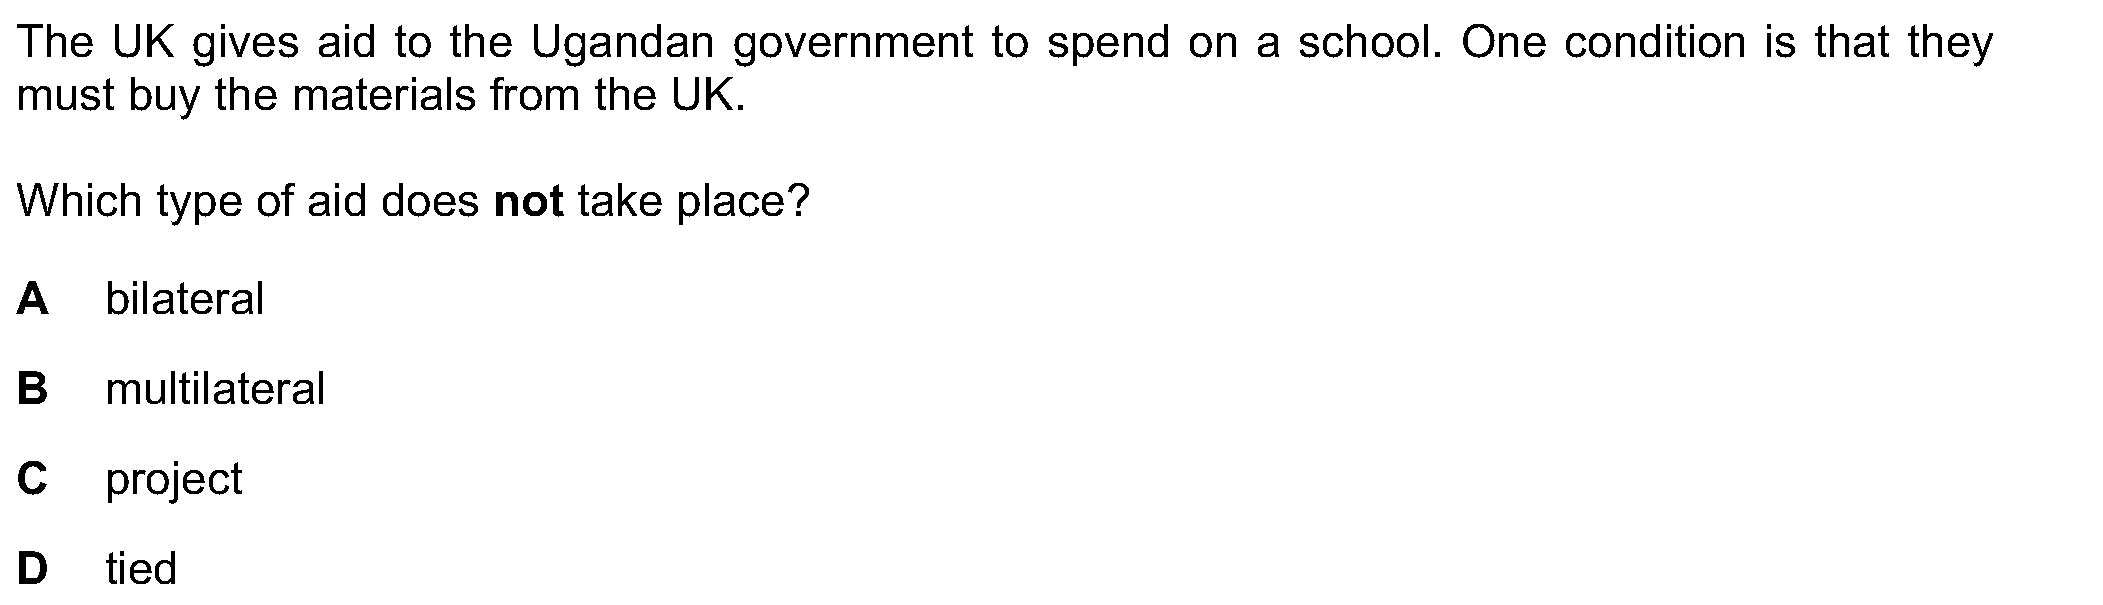 The UK gives aid to the Ugandan government to spend on a school. One condition is that they
must buy the materials from the UK.
Which type of aid does not take place?
A bilateral
B multilateral
C project
D tied